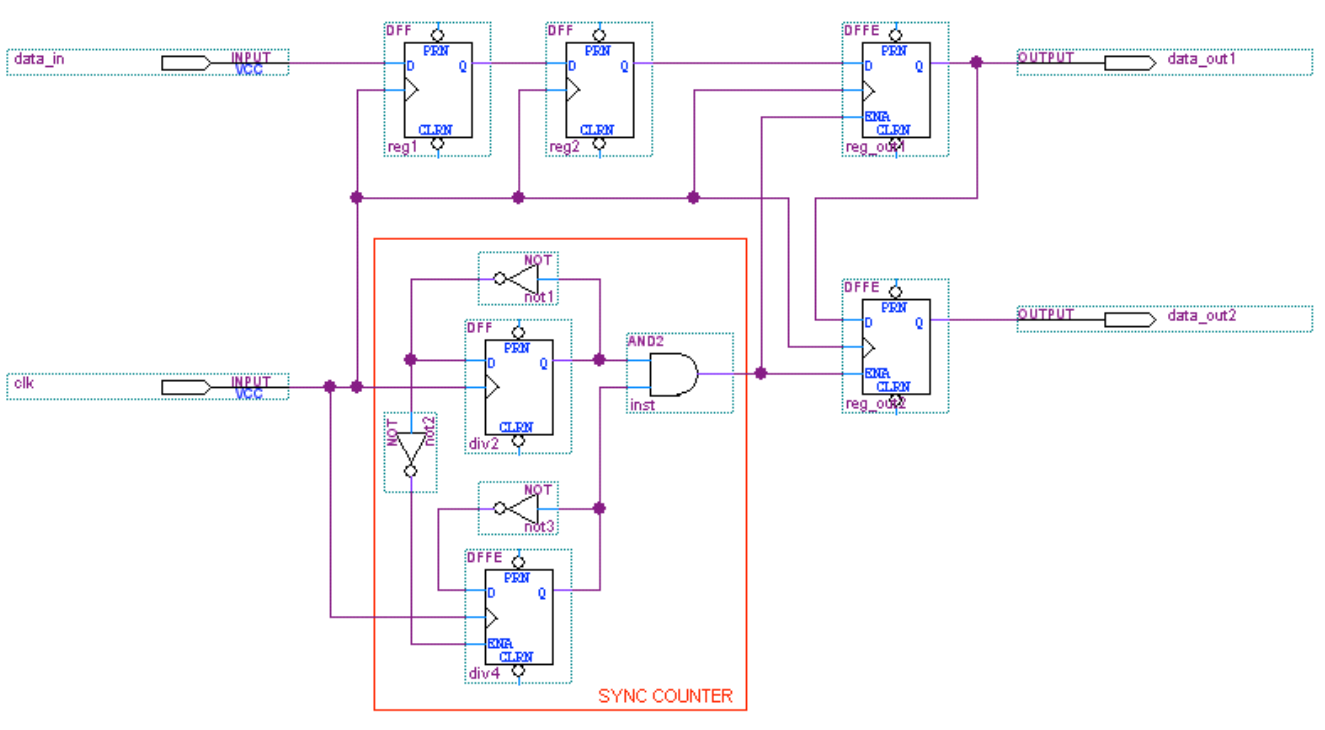 DFF
PRN
D
Q
CLRN
reg1
DFF
PRN
D
Q
CLRN
reg2
DFFE
PRN
D
Q
ENA
CLRN
reg_out1
data_in
INPUT
VCC
OUTPUT
data_out1
NOT
not1
DFF
PRN
D
Q
CLRN
div2
AND2
inst
DFFE
PRN
D
Q
ENA
CLRN
reg_out2
OUTPUT
data_out2
clk
INPUT
VCC
NOT
not2
NOT
not3
DFFE
PRN
D
Q
ENA
CLRN
div4
SYNC COUNTER